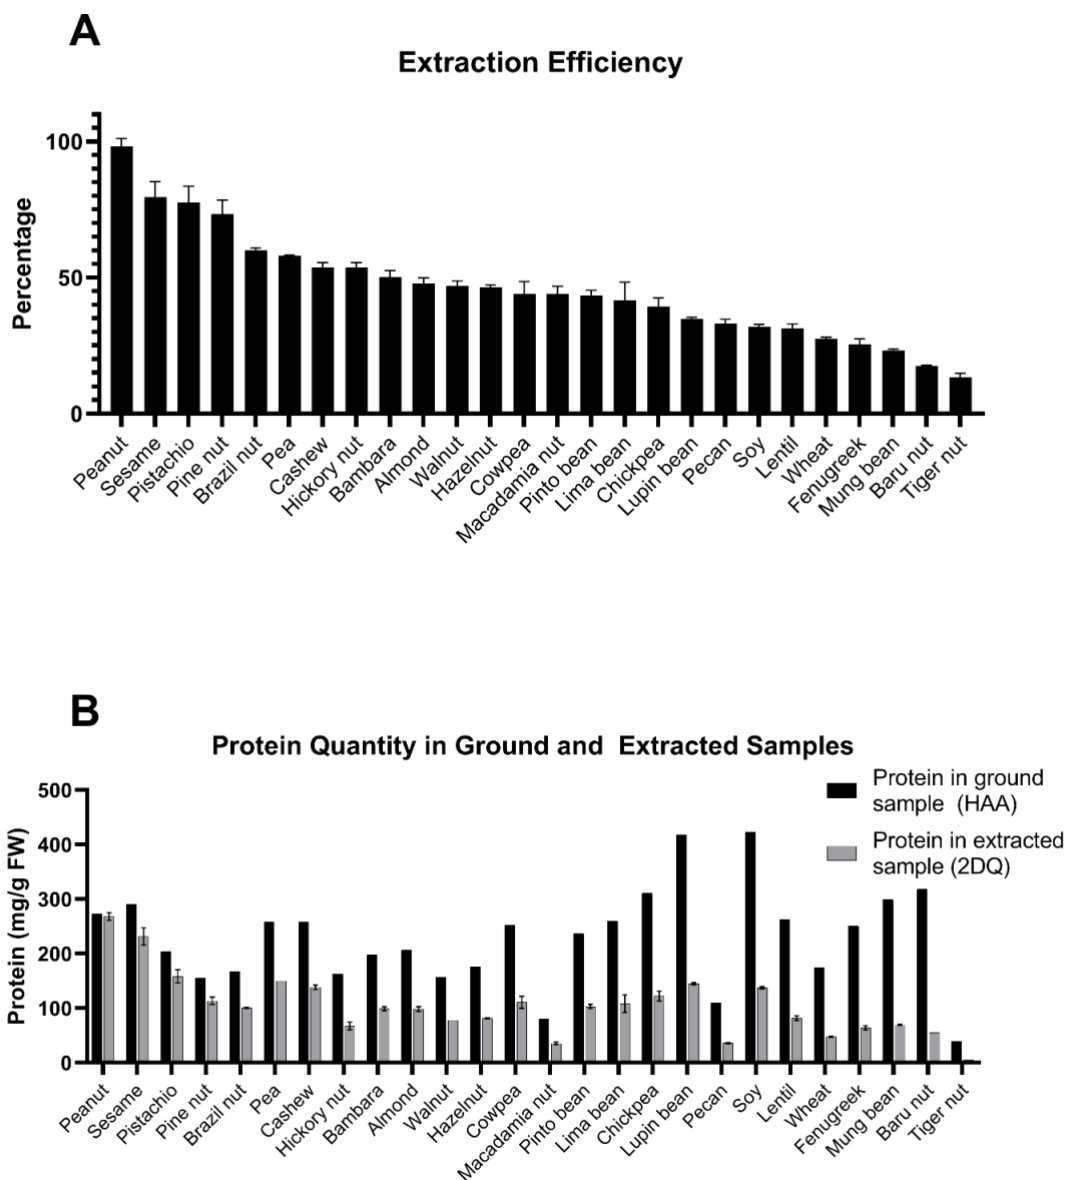 A
Extraction Efficiency
Percentage
100
50
0
Peanut
Sesame
Pistachio
Pine nut
Brazil nut
Pea
Cashew
Hickory nut
Bambara
Almond
Walnut
Hazelnut
Cowpea
Macadamia nut
Pinto bean
Lima bean
Chickpea
Lupin bean
Pecan
Soy
Lentil
Wheat
Fenugreek
Mung bean
Baru nut
Tiger nut
B
Protein Quantity in Ground and  Extracted Samples
Protein in ground
sample  (HAA)
Protein in extracted
sample (2DQ)
Protein (mg/g FW)
500
400
300
200
100
0
Peanut
Sesame
Pistachio
Pine nut
Brazil nut
Pea
Cashew
Hickory nut
Bambara
Almond
Walnut
Hazelnut
Cowpea
Macadamia nut
Pinto bean
Lima bean
Chickpea
Lupin bean
Pecan
Soy
Lentil
Wheat
Fenugreek
Mung bean
Baru nut
Tiger nut